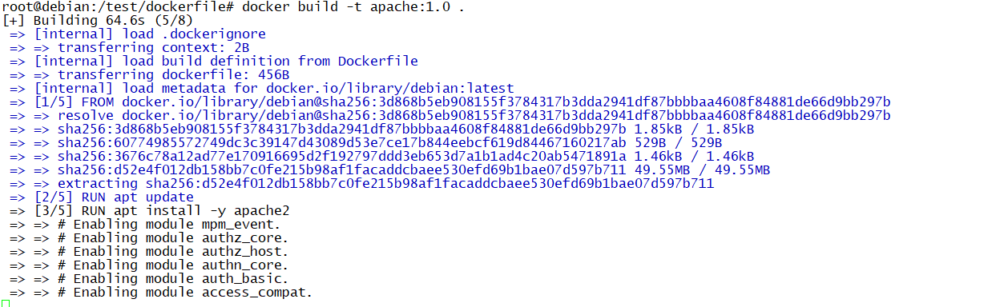 root@debian:/test/dockerfile# docker build -t apache:1.0 .
[+] Building 64.6s (5/8)
=> [internal] load .dockerignore
=> => transferring context: 2B
=> [internal] load build definition from Dockerfile
=> => transferring dockerfile: 456B
=> [internal] load metadata for docker.io/library/debian:latest
=> [1/5] FROM docker.io/library/debian@sha256:3d868b5eb908155f3784317b3dda2941df87bbbbaa4608f84881de66d9bb297b
=> => resolve docker.io/library/debian@sha256:3d868b5eb908155f3784317b3dda2941df87bbbbaa4608f84881de66d9bb297b
=> => sha256:3d868b5eb908155f3784317b3dda2941df87bbbbaa4608f84881de66d9bb297b 1.85kB / 1.85kB
=> => sha256:60774985572749dc3c39147d43089d53e7ce17b844eebcf619d84467160217ab 529B / 529B
=> => sha256:3676c78a12ad77e170916695d2f192797ddd3eb653d7a1b1ad4c20ab5471891a 1.46kB / 1.46kB
=> => sha256:d52e4f012db158bb7c0fe215b98af1facaddcbaee530efd69b1bae07d597b711 49.55MB / 49.55MB
=> => extracting sha256:d52e4f012db158bb7c0fe215b98af1facaddcbaee530efd69b1bae07d597b711
=> [2/5] RUN apt update
=> [3/5] RUN apt install -y apache2
=> => # Enabling module mpm_event.
=> => # Enabling module authz_core.
=> => # Enabling module authz_host.
=> => # Enabling module authn_core.
=> => # Enabling module auth_basic.
=> => # Enabling module access_compat.